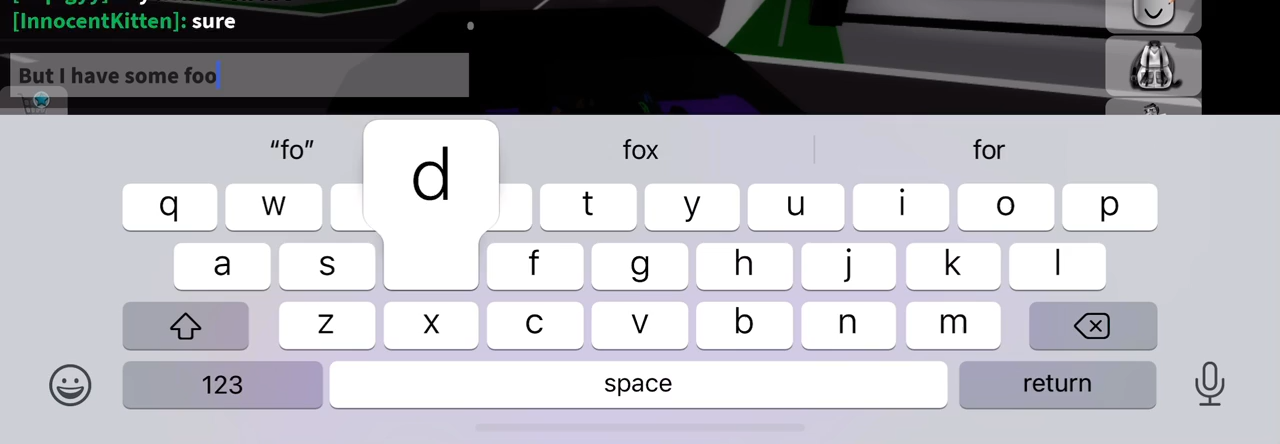 [InnocentKitten]: sure
But I have some foo
“fo” fox for
d
q w t y u i o p
a s f g h j k l
z x c v b n m
123 space return